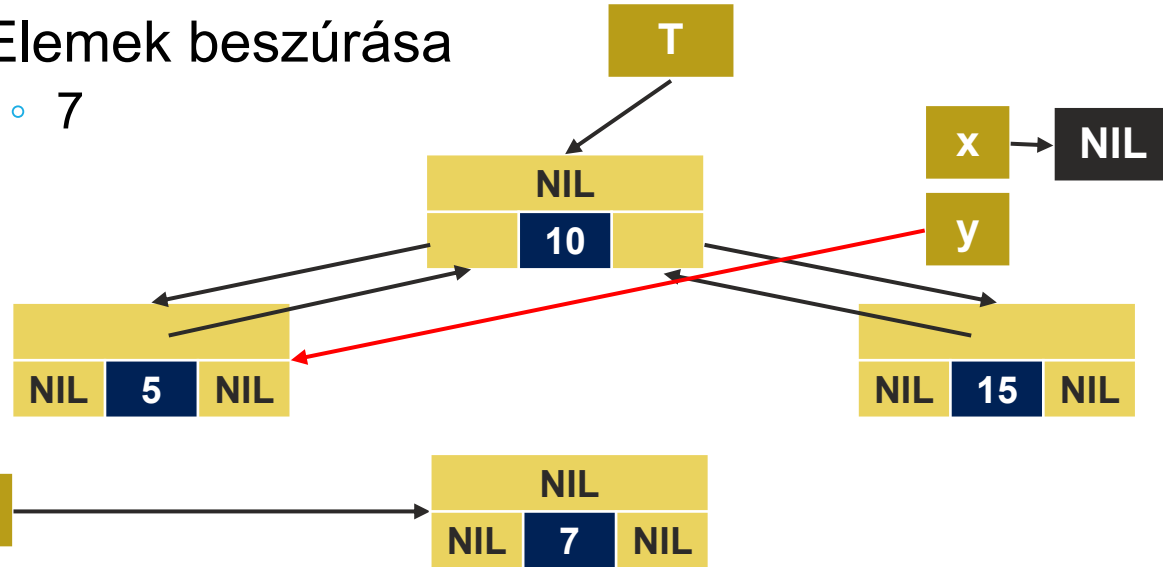 Elemek beszúrása
◦ 7
T
x NIL
NIL
10
y
NIL 5 NIL
NIL 15 NIL
NIL
NIL 7 NIL